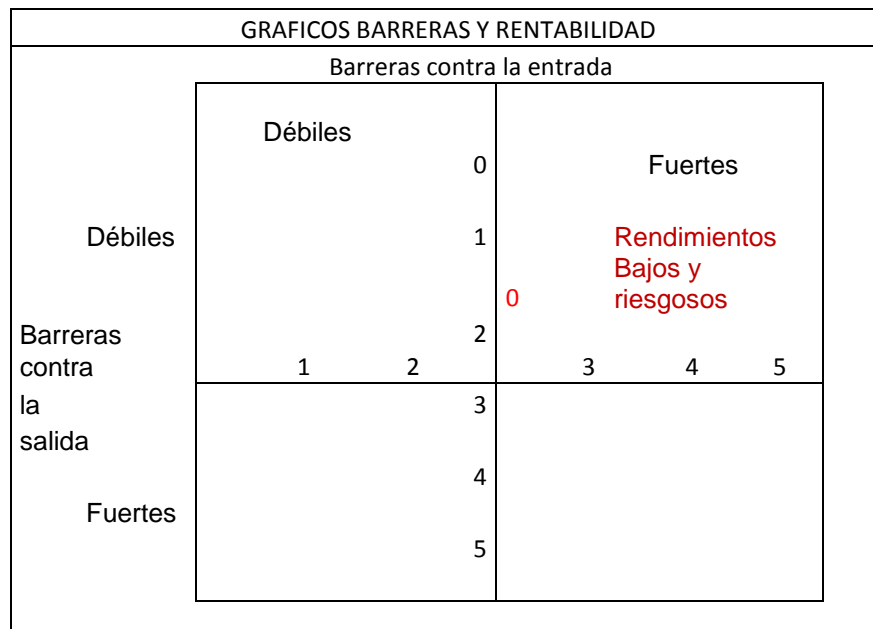 GRAFICOS BARRERAS Y RENTABILIDAD
Barreras contra la entrada
Débiles
0 Fuertes
Débiles 1 Rendimientos
Bajos y
0 riesgosos
Barreras 2
contra 1 2 3 4 5
la 3
salida
4
Fuertes
5